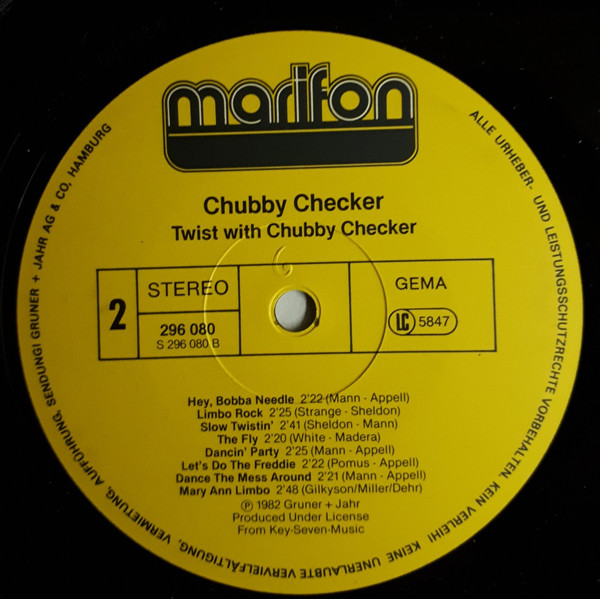 marifon
Chubby Checker
Twist with Chubby Checker
2
STEREO
296 080
S 296 080 B
6
GEMA
LC 5847
Hey, Bobba Needle 2'22 (Mann - Appell)
Limbo Rock 2'25 (Strange - Sheldon)
Slow Twistin' 2'41 (Sheldon - Mann)
The Fly 2'20 (White - Madera)
Dancin' Party 2'25 (Mann - Appell)
Let's Do The Freddie 2'22 (Pomus - Appell)
Dance The Mess Around 2'21 (Mann - Appell)
Mary Ann Limbo 2'48 (Gilkyson/Miller/Dehr)
Ⓟ 1982 Gruner + Jahr
Produced Under License
From Key-Seven-Music
ALLE URHEBER- UND LEISTUNGSSCHUTZRECHTE VORBEHALTEN. KEIN VERLEIH! KEINE UNERLAUBTE VERVIELFÄLTIGUNG, VERMIETUNG, AUFFÜHRUNG, SENDUNG! GRUNER + JAHR AG & CO, HAMBURG